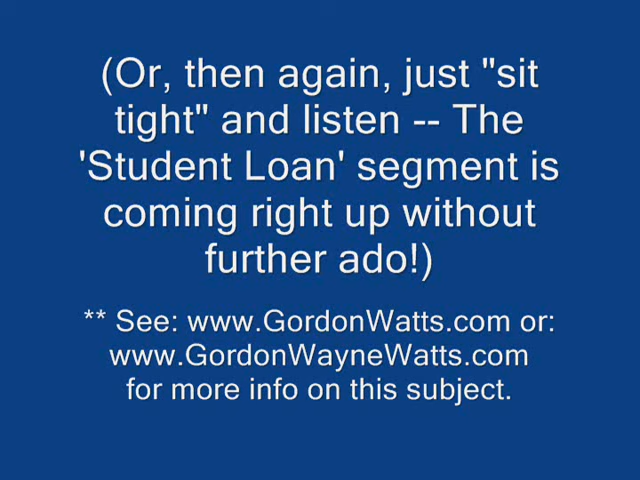 (Or, then again, just "sit
tight" and listen -- The
'Student Loan' segment is
coming right up without
further ado!)
** See: www.GordonWatts.com or:
www.GordonWayneWatts.com
for more info on this subject.